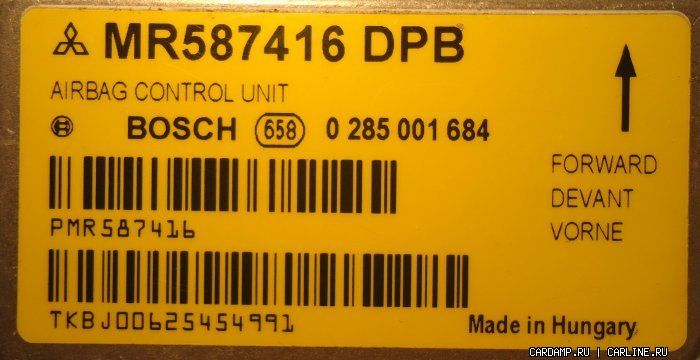 MR587416 DPB
AIRBAG CONTROL UNIT
BOSCH 658 0 285 001 684
FORWARD
DEVANT
VORNE
PMR587416
TKBJ00625454991
Made in Hungary
CARDAMP.RU | CARLINE.RU